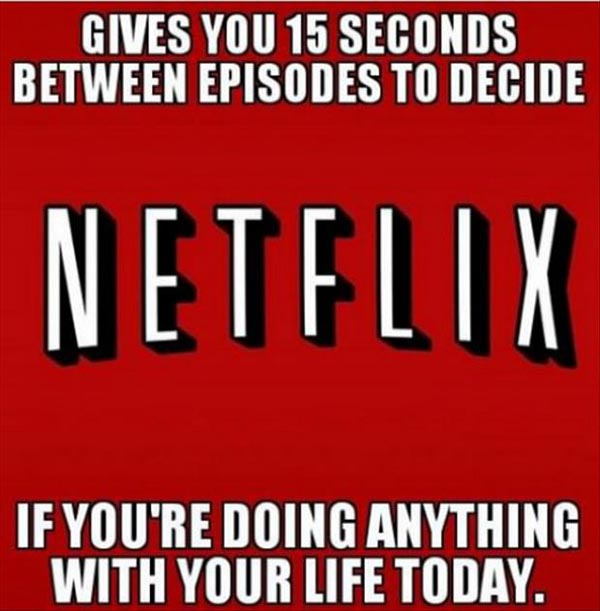 GIVES YOU 15 SECONDS
BETWEEN EPISODES TO DECIDE
NETFLIX
IF YOU'RE DOING ANYTHING
WITH YOUR LIFE TODAY.